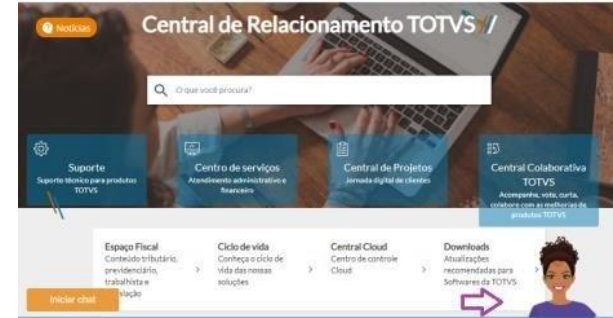 Notícias
Central de Relacionamento TOTVS //
O que você procura?
Suporte
Suporte técnico para produtos
TOTVS
Centro de serviços
Atendimento administrativo e
financeiro
Central de Projetos
Jornada digital de clientes
Central Colaborativa
TOTVS
Acompanhe, vote, curta,
colabore com as melhorias de
produtos TOTVS
Espaço Fiscal
Conteúdo tributário,
previdenciário,
trabalhista e
islação
Ciclo de vida
Conheça o ciclo de
vida das nossas
soluções
Central Cloud
Centro de controle
Cloud
Downloads
Atualizações
recomendadas para
Softwares da TOTVS
Iniciar chat